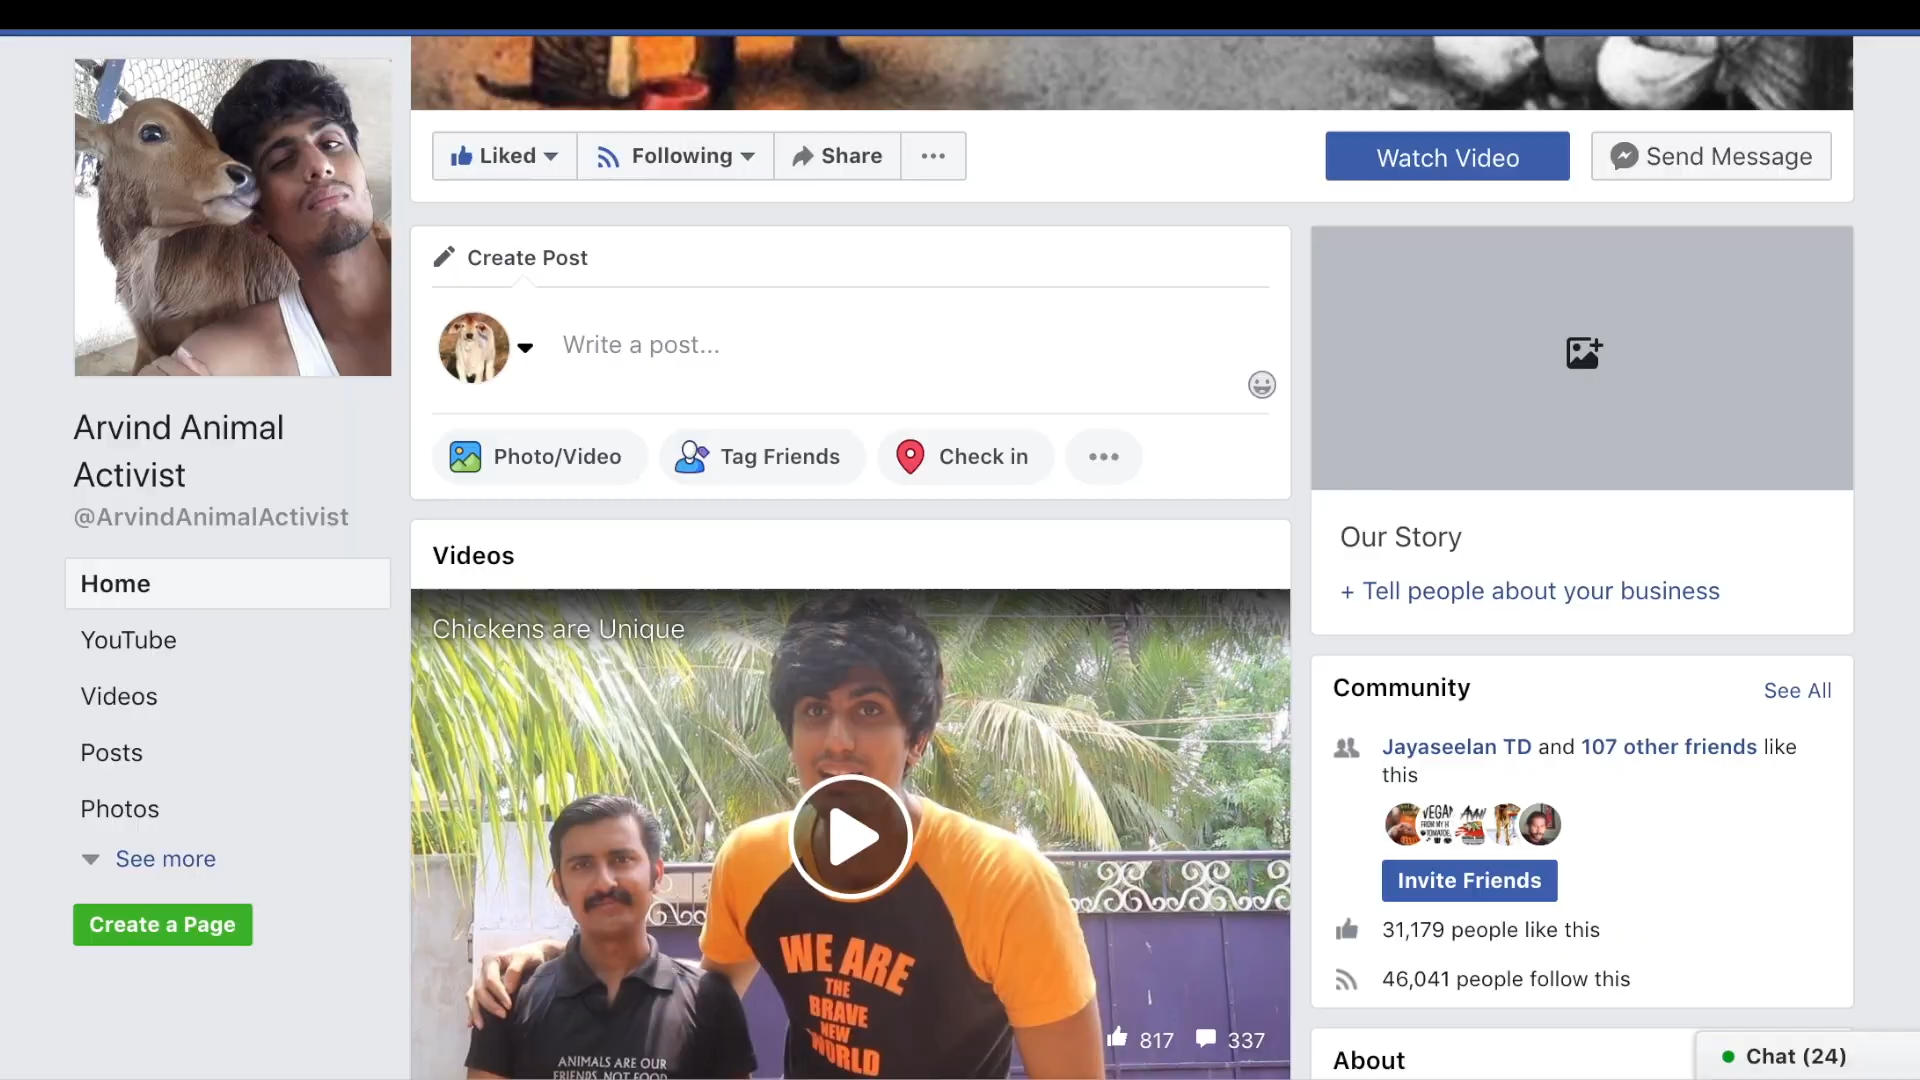 Liked
Following
Share
Watch Video
Send Message
Create Post
Write a post...
Photo/Video
Tag Friends
Check in
Arvind Animal
Activist
@ArvindAnimalActivist
Home
YouTube
Videos
Posts
Photos
See more
Create a Page
Videos
Chickens are Unique
WE ARE
THE
BRAVE
NEW
WORLD
ANIMALS ARE OUR
FRIENDS, NOT FOOD
817
337
Our Story
+ Tell people about your business
Community
See All
Jayaseelan TD and 107 other friends like
this
VEGAN
Invite Friends
31,179 people like this
46,041 people follow this
About
Chat (24)